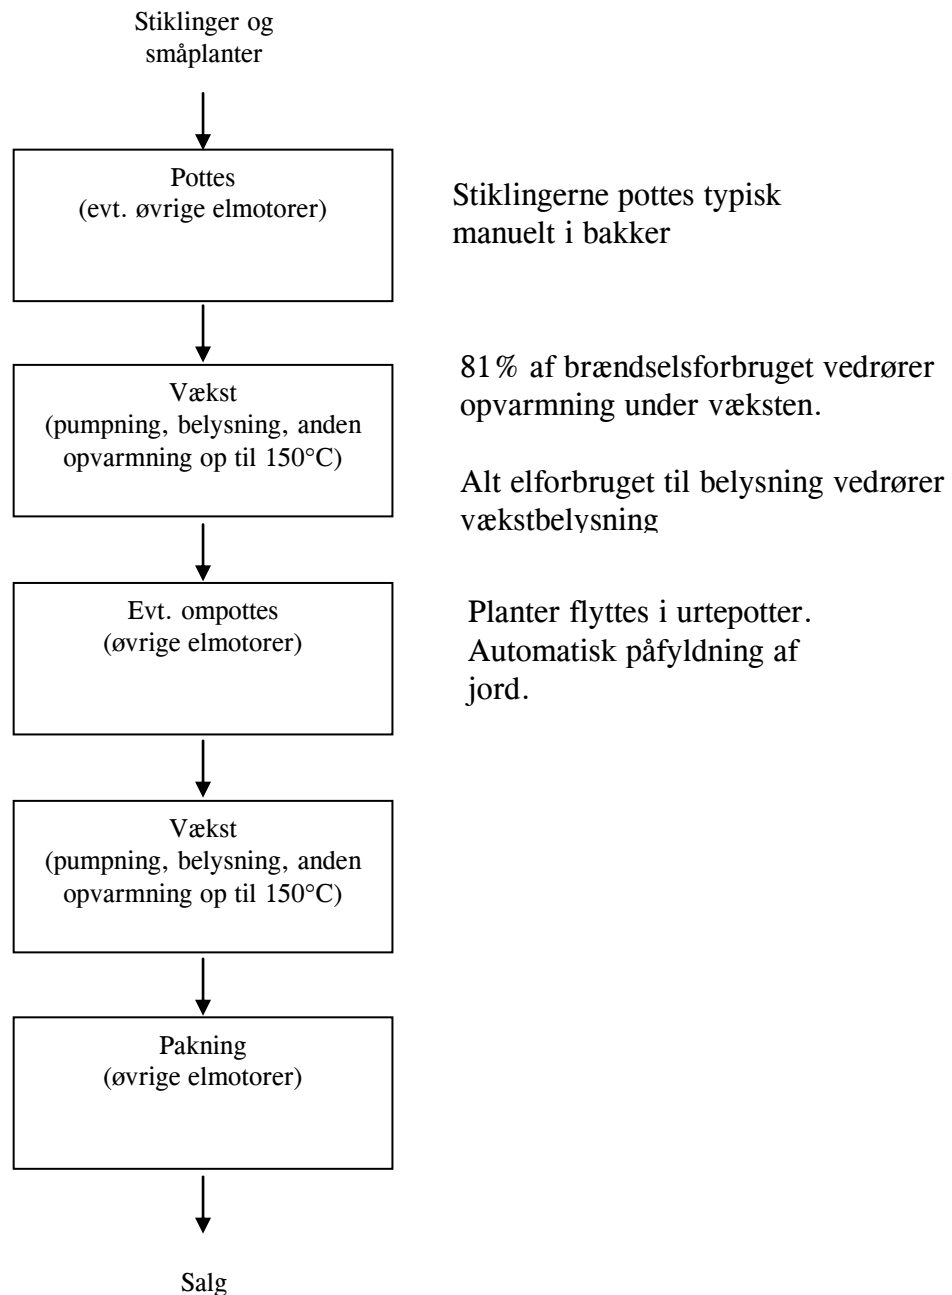 Stiklinger og
småplanter
Pottes
(evt. øvrige elmotorer)
Stiklingerne pottes typisk
manuelt i bakker
Vækst
(pumpning, belysning, anden
opvarmning op til 150°C)
81% af brændselsforbruget vedrører
opvarmning under væksten.
Alt elforbruget til belysning vedrører
vækstbelysning
Evt. ompottes
(øvrige elmotorer)
Planter flyttes i urtepotter.
Automatisk påfyldning af
jord.
Vækst
(pumpning, belysning, anden
opvarmning op til 150°C)
Pakning
(øvrige elmotorer)
Salg